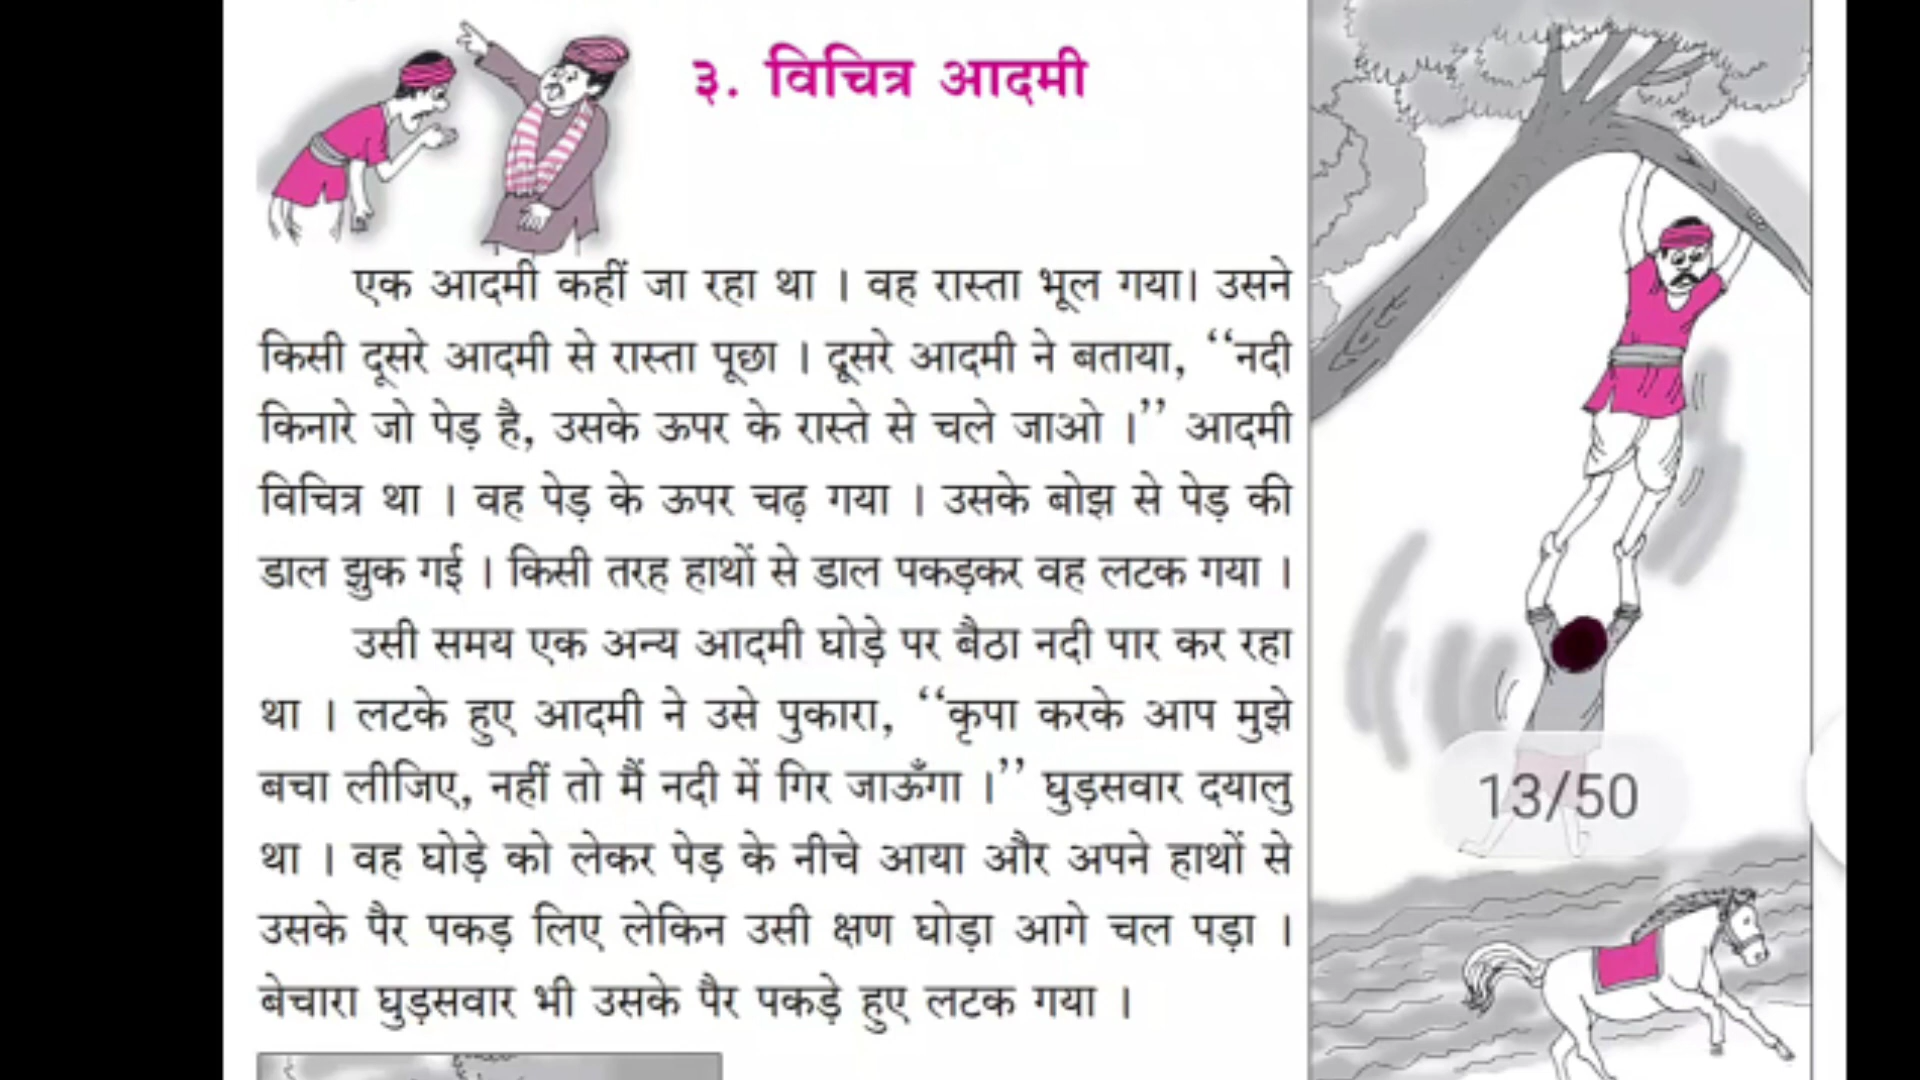 ३. विचित्र आदमी
एक आदमी कहीं जा रहा था । वह रास्ता भूल गया। उसने
किसी दूसरे आदमी से रास्ता पूछा । दूसरे आदमी ने बताया, ‘‘नदी
किनारे जो पेड़ है, उसके ऊपर के रास्ते से चले जाओ ।’’ आदमी
विचित्र था । वह पेड़ के ऊपर चढ़ गया । उसके बोझ से पेड़ की
डाल झुक गई । किसी तरह हाथों से डाल पकड़कर वह लटक गया ।
उसी समय एक अन्य आदमी घोड़े पर बैठा नदी पार कर रहा
था । लटके हुए आदमी ने उसे पुकारा, ‘‘कृपा करके आप मुझे
बचा लीजिए, नहीं तो मैं नदी में गिर जाऊँगा ।’’ घुड़सवार दयालु
था । वह घोड़े को लेकर पेड़ के नीचे आया और अपने हाथों से
उसके पैर पकड़ लिए लेकिन उसी क्षण घोड़ा आगे चल पड़ा ।
बेचारा घुड़सवार भी उसके पैर पकड़े हुए लटक गया ।
13/50